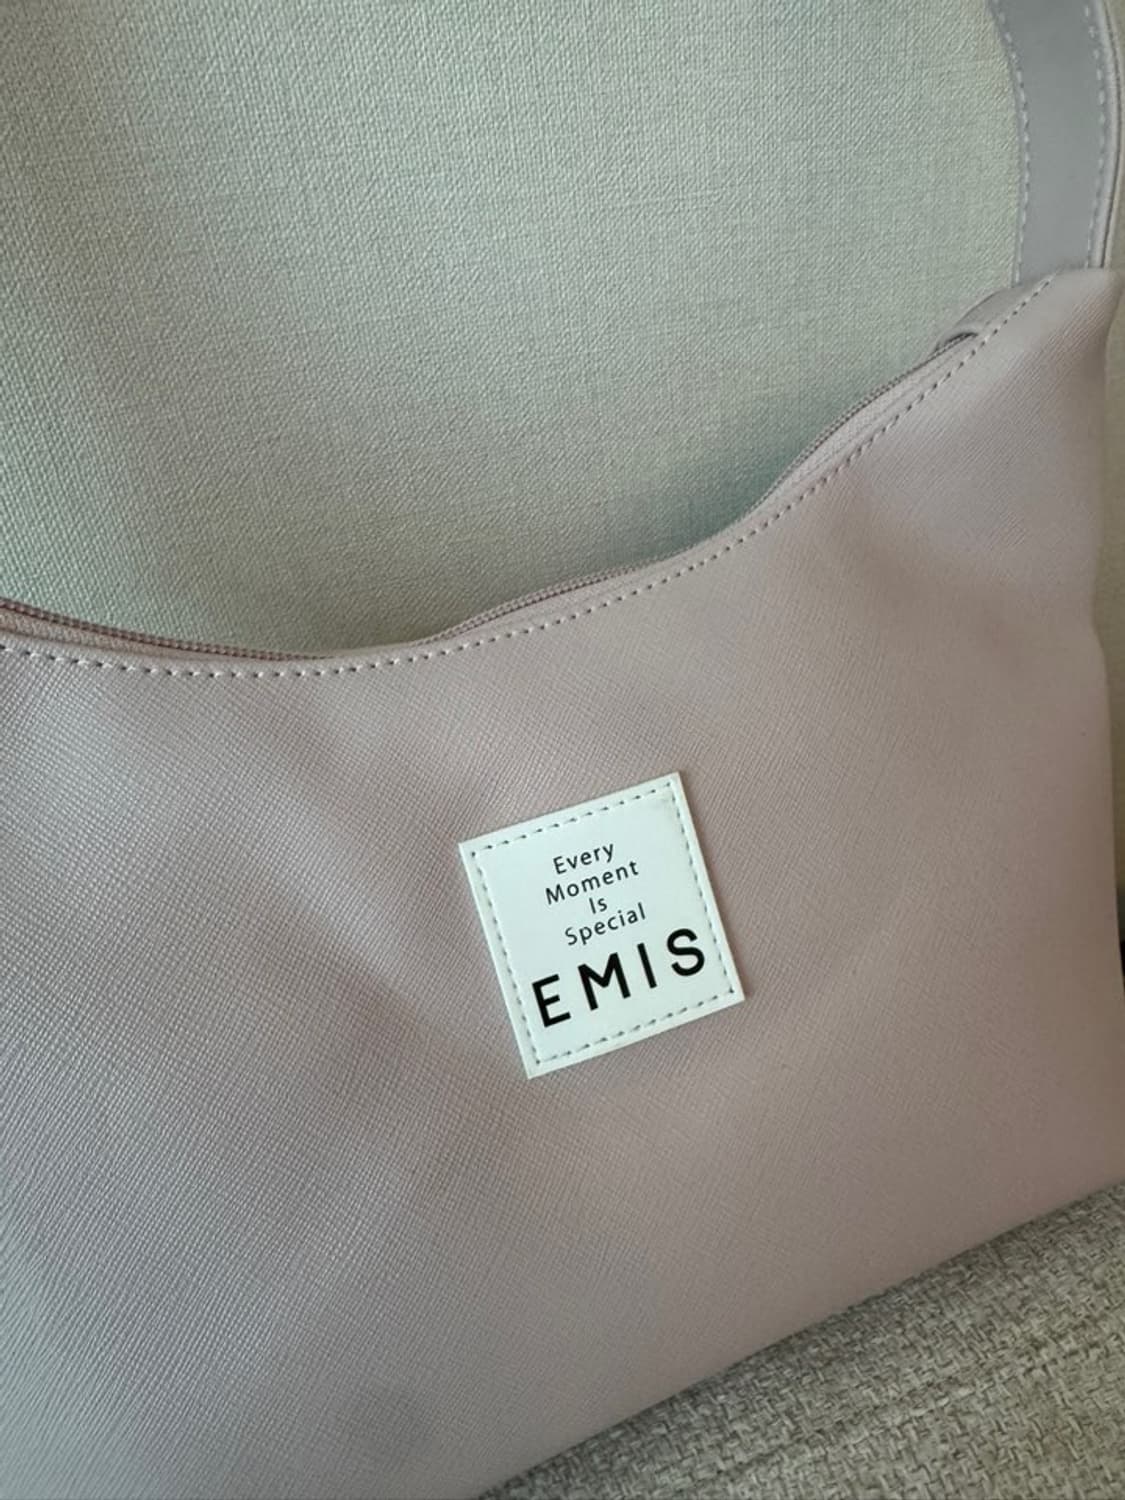 Every
Moment
Is
Special
EMIS